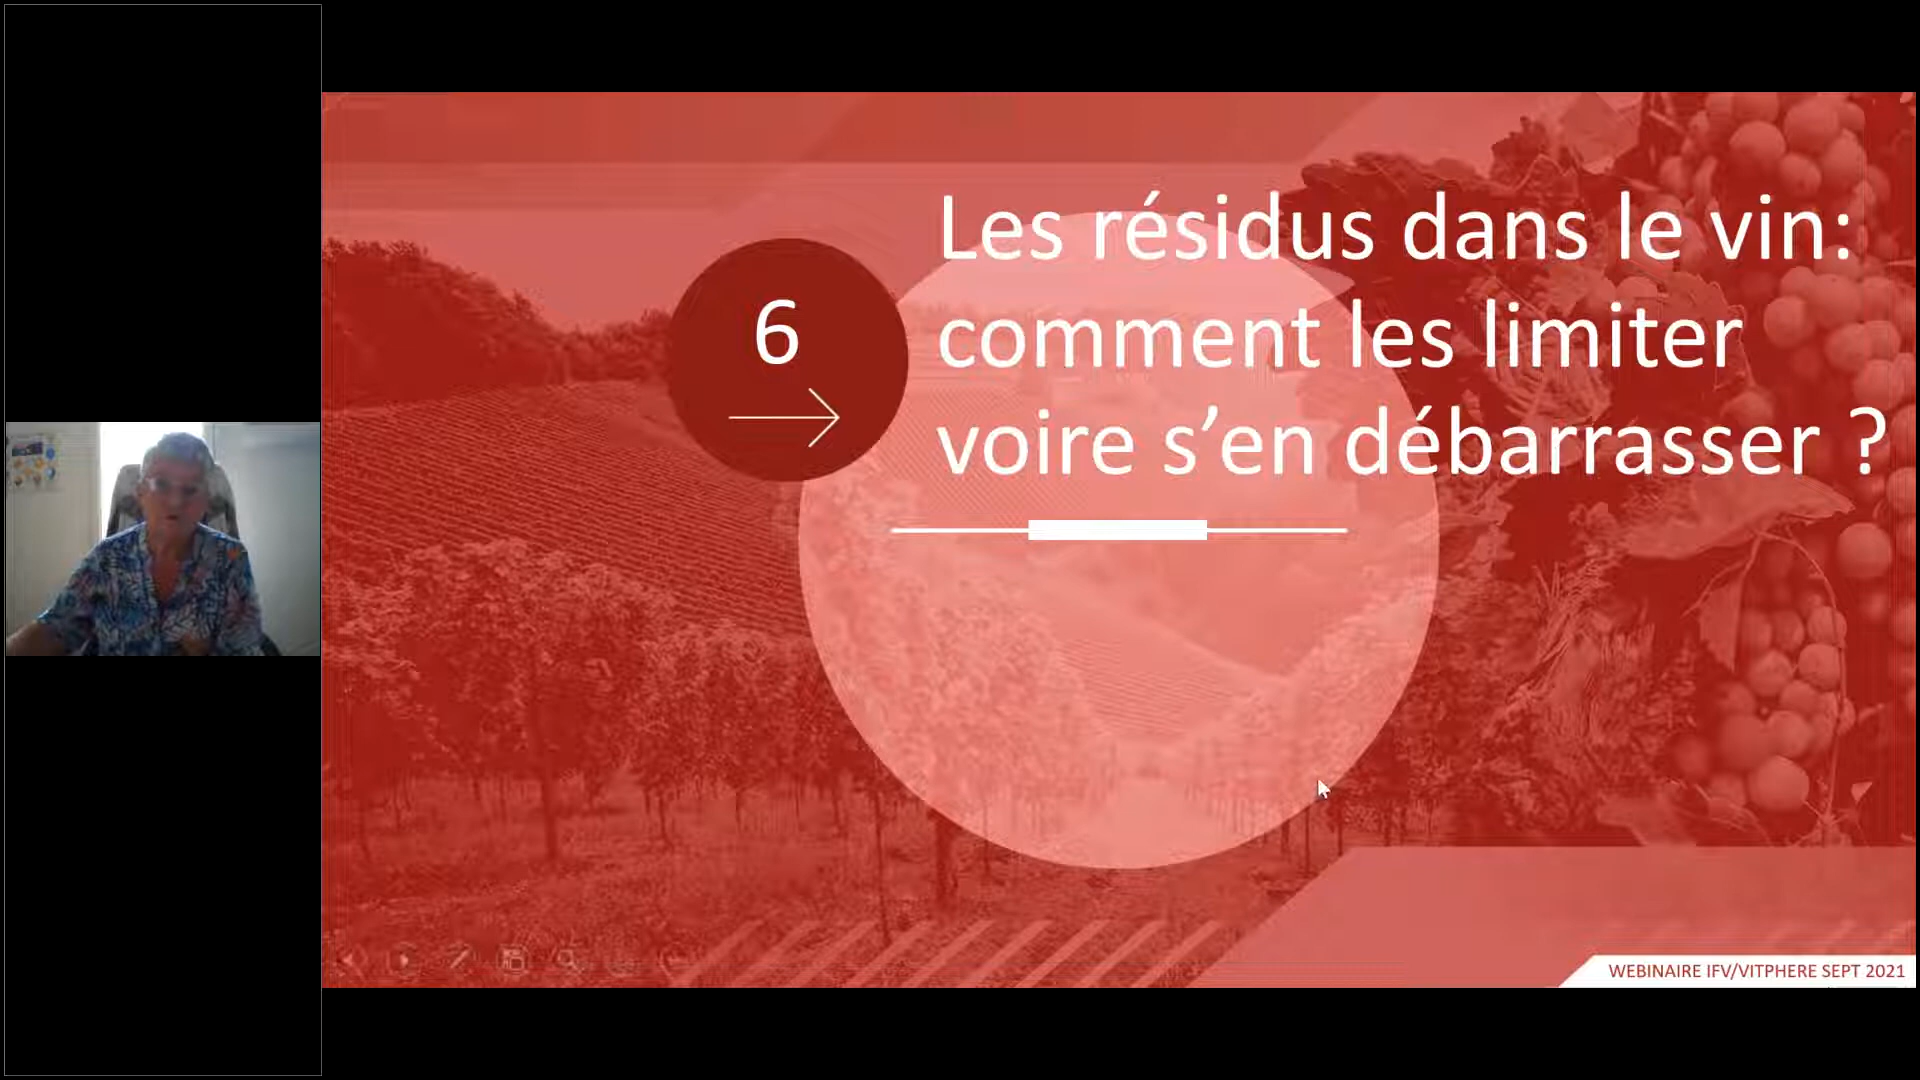 6
Les résidus dans le vin:
comment les limiter
voire s’en débarrasser ?
WEBINAIRE IFV/VITPHERE SEPT 2021